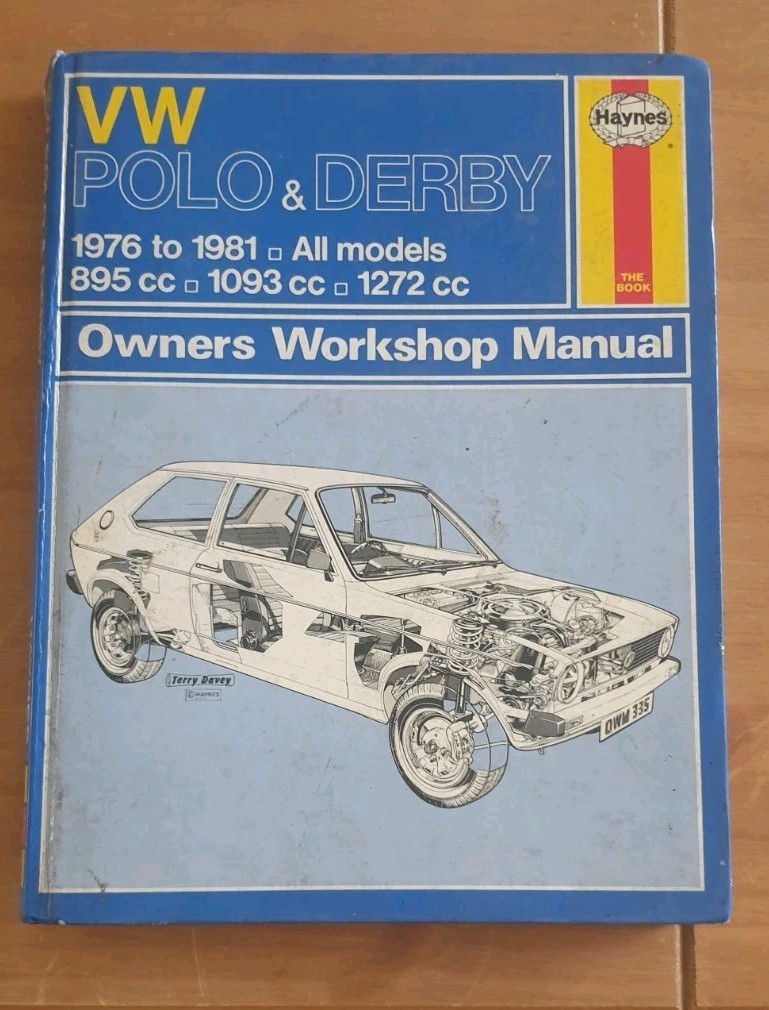 VW
POLO & DERBY
1976 to 1981 □ All models
895 cc □ 1093 cc □ 1272 cc
Haynes
®
THE
BOOK
Owners Workshop Manual
Terry Davey
© HAYNES
OWM 335